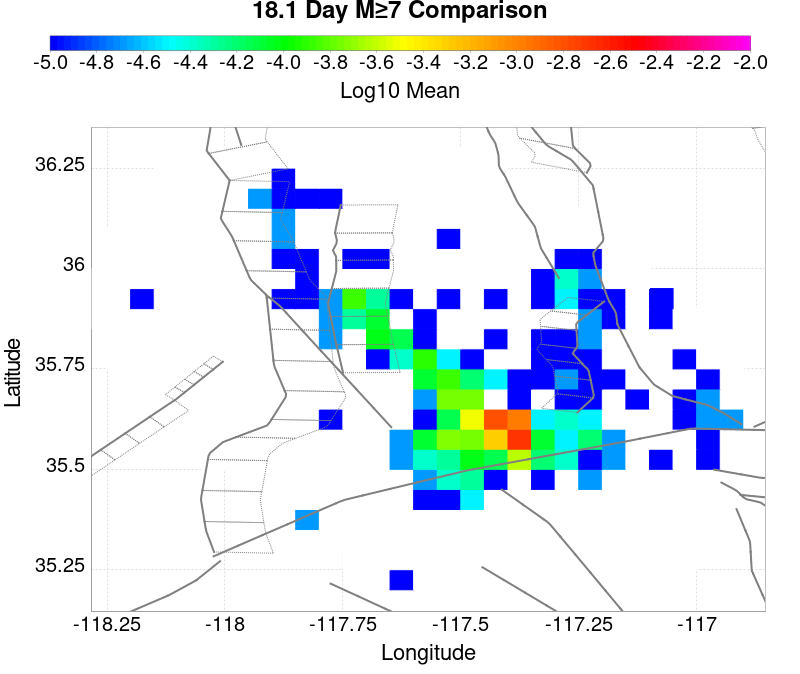 18.1 Day M≥7 Comparison
-5.0 -4.8 -4.6 -4.4 -4.2 -4.0 -3.8 -3.6 -3.4 -3.2 -3.0 -2.8 -2.6 -2.4 -2.2 -2.0
Log10 Mean
36.25
36
35.75
35.5
35.25
Latitude
-118.25 -118 -117.75 -117.5 -117.25 -117
Longitude